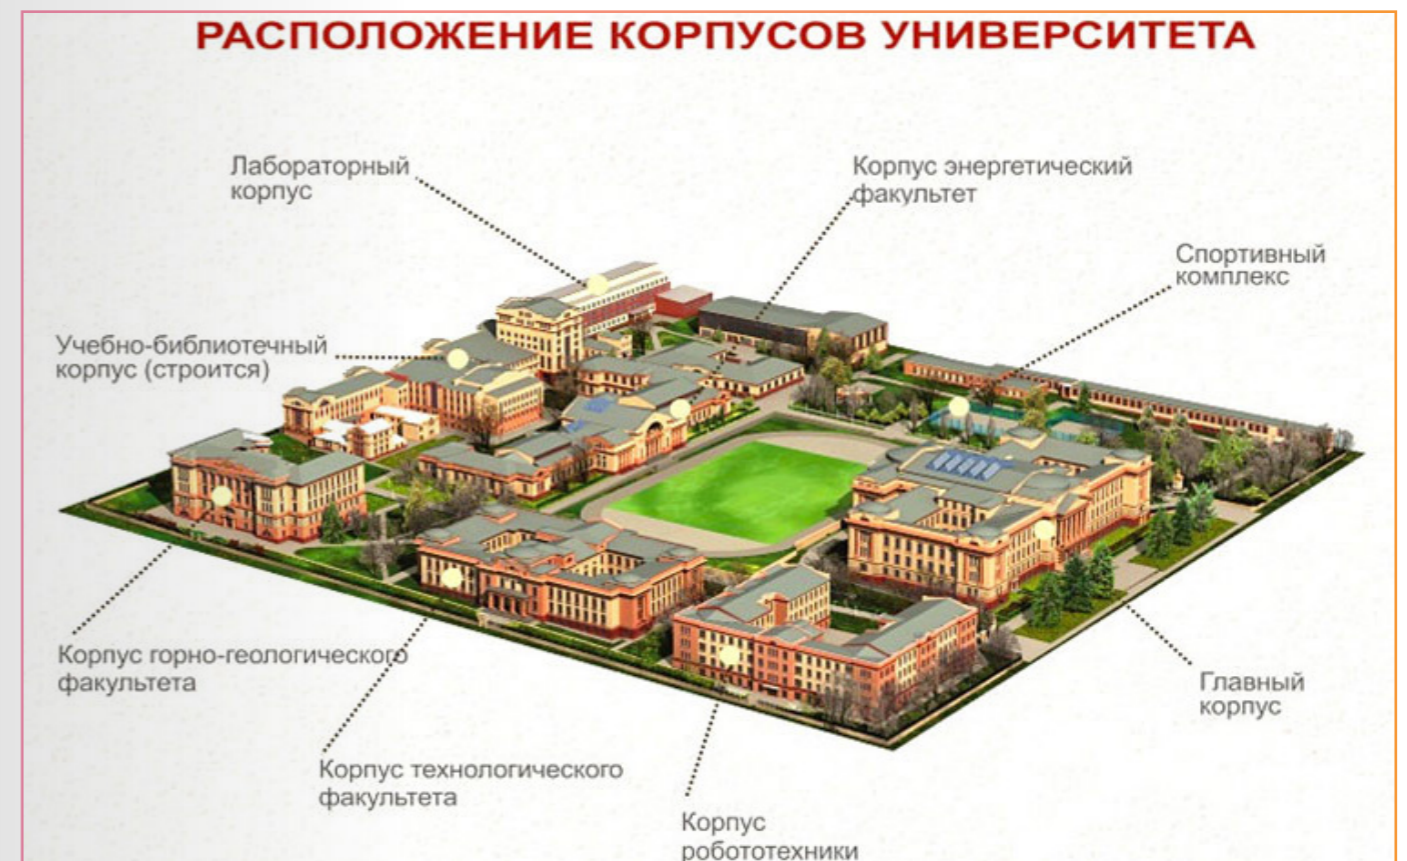 РАСПОЛОЖЕНИЕ КОРПУСОВ УНИВЕРСИТЕТА
Лабораторный
корпус
Корпус энергетический
факультет
Спортивный
комплекс
Учебно-библиотечный
корпус (строится)
Корпус горно-геологического
факультета
Главный
корпус
Корпус технологического
факультета
Корпус
робототехники